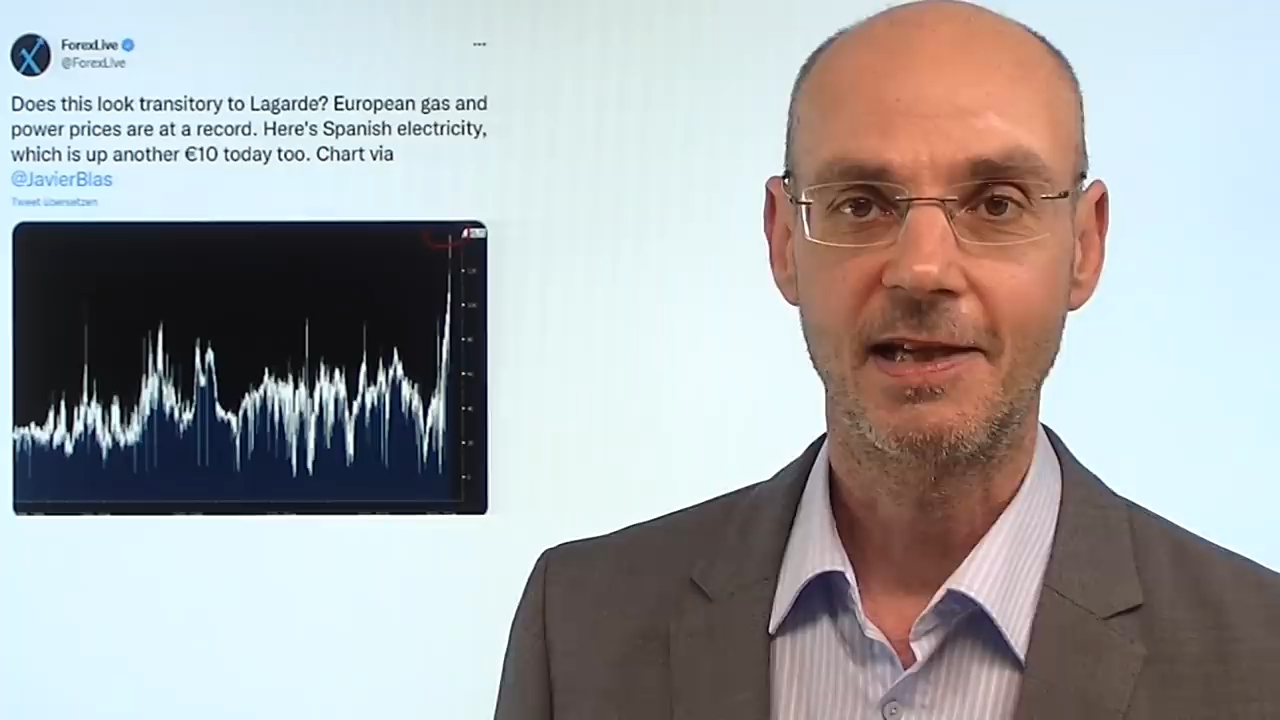 ForexLive
@ForexLive
Does this look transitory to Lagarde? European gas and
power prices are at a record. Here's Spanish electricity,
which is up another €10 today too. Chart via
@JavierBlas
Tweet übersetzen